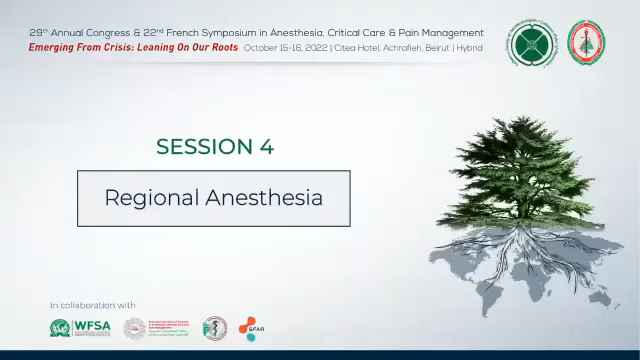 29th Annual Congress & 22nd French Symposium in Anesthesia, Critical Care & Pain Management
Emerging From Crisis: Leaning On Our Roots October 15-16, 2022 | Citea Hotel, Achrafieh, Beirut | Hybrid
SESSION 4
Regional Anesthesia
In collaboration with
WFSA
SFAR